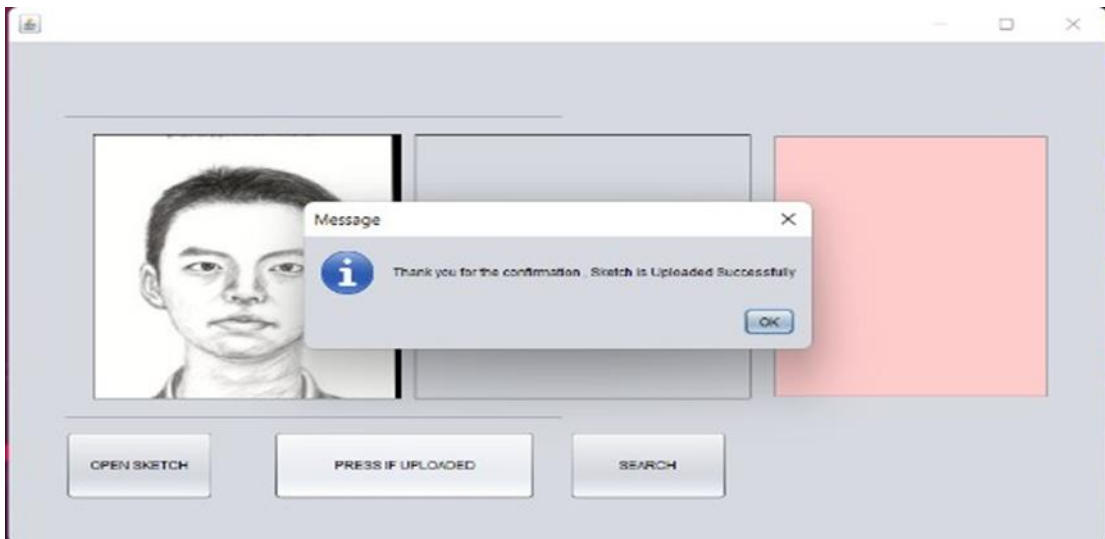 Message
Thank you for the confirmation , Sketch is Uploaded Successfully
OK
OPEN SKETCH
PRESS IF UPLOADED
SEARCH